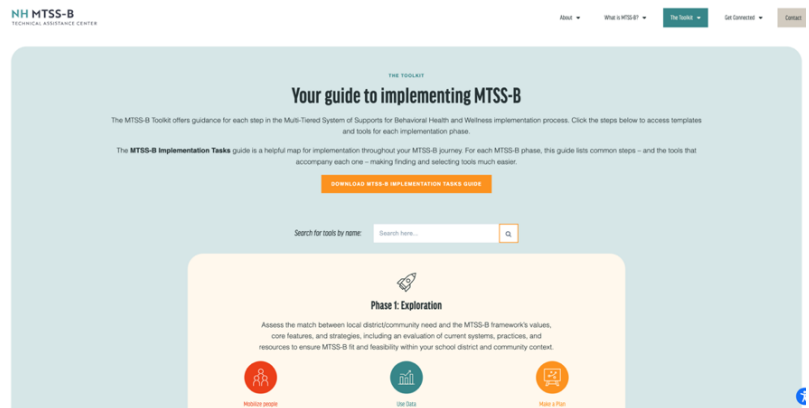 NH MTSS-B
TECHNICAL ASSISTANCE CENTER
About
What is MTSS-B?
The Toolkit
Get Connected
Contact
THE TOOLKIT
Your guide to implementing MTSS-B
The MTSS-B Toolkit offers guidance for each step in the Multi-Tiered System of Supports for Behavioral Health and Wellness implementation process. Click the steps below to access templates
and tools for each implementation phase.
The MTSS-B Implementation Tasks guide is a helpful map for implementation throughout your MTSS-B journey. For each MTSS-B phase, this guide lists common steps – and the tools that
accompany each one – making finding and selecting tools much easier.
DOWNLOAD MTSS-B IMPLEMENTATION TASKS GUIDE
Search for tools by name:
Search here...
Phase 1: Exploration
Assess the match between local district/community need and the MTSS-B framework's values,
core features, and strategies, including an evaluation of current systems, practices, and
resources to ensure MTSS-B fit and feasibility within your school district and community context.
Mobilize people
Use Data
Make a Plan